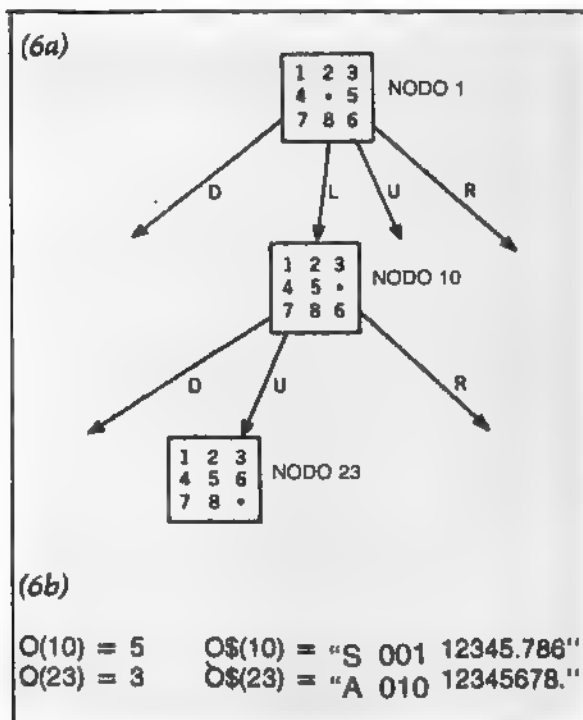 (6a)
1 2 3
4 • 5
7 8 6
NODO 1
D L U R
1 2 3
4 5 •
7 8 6
NODO 10
D U R
1 2 3
4 5 6
7 8 •
NODO 23
(6b)
O(10) = 5 O$(10) = "S 001 12345.786"
O(23) = 3 O$(23) = "A 010 12345678."